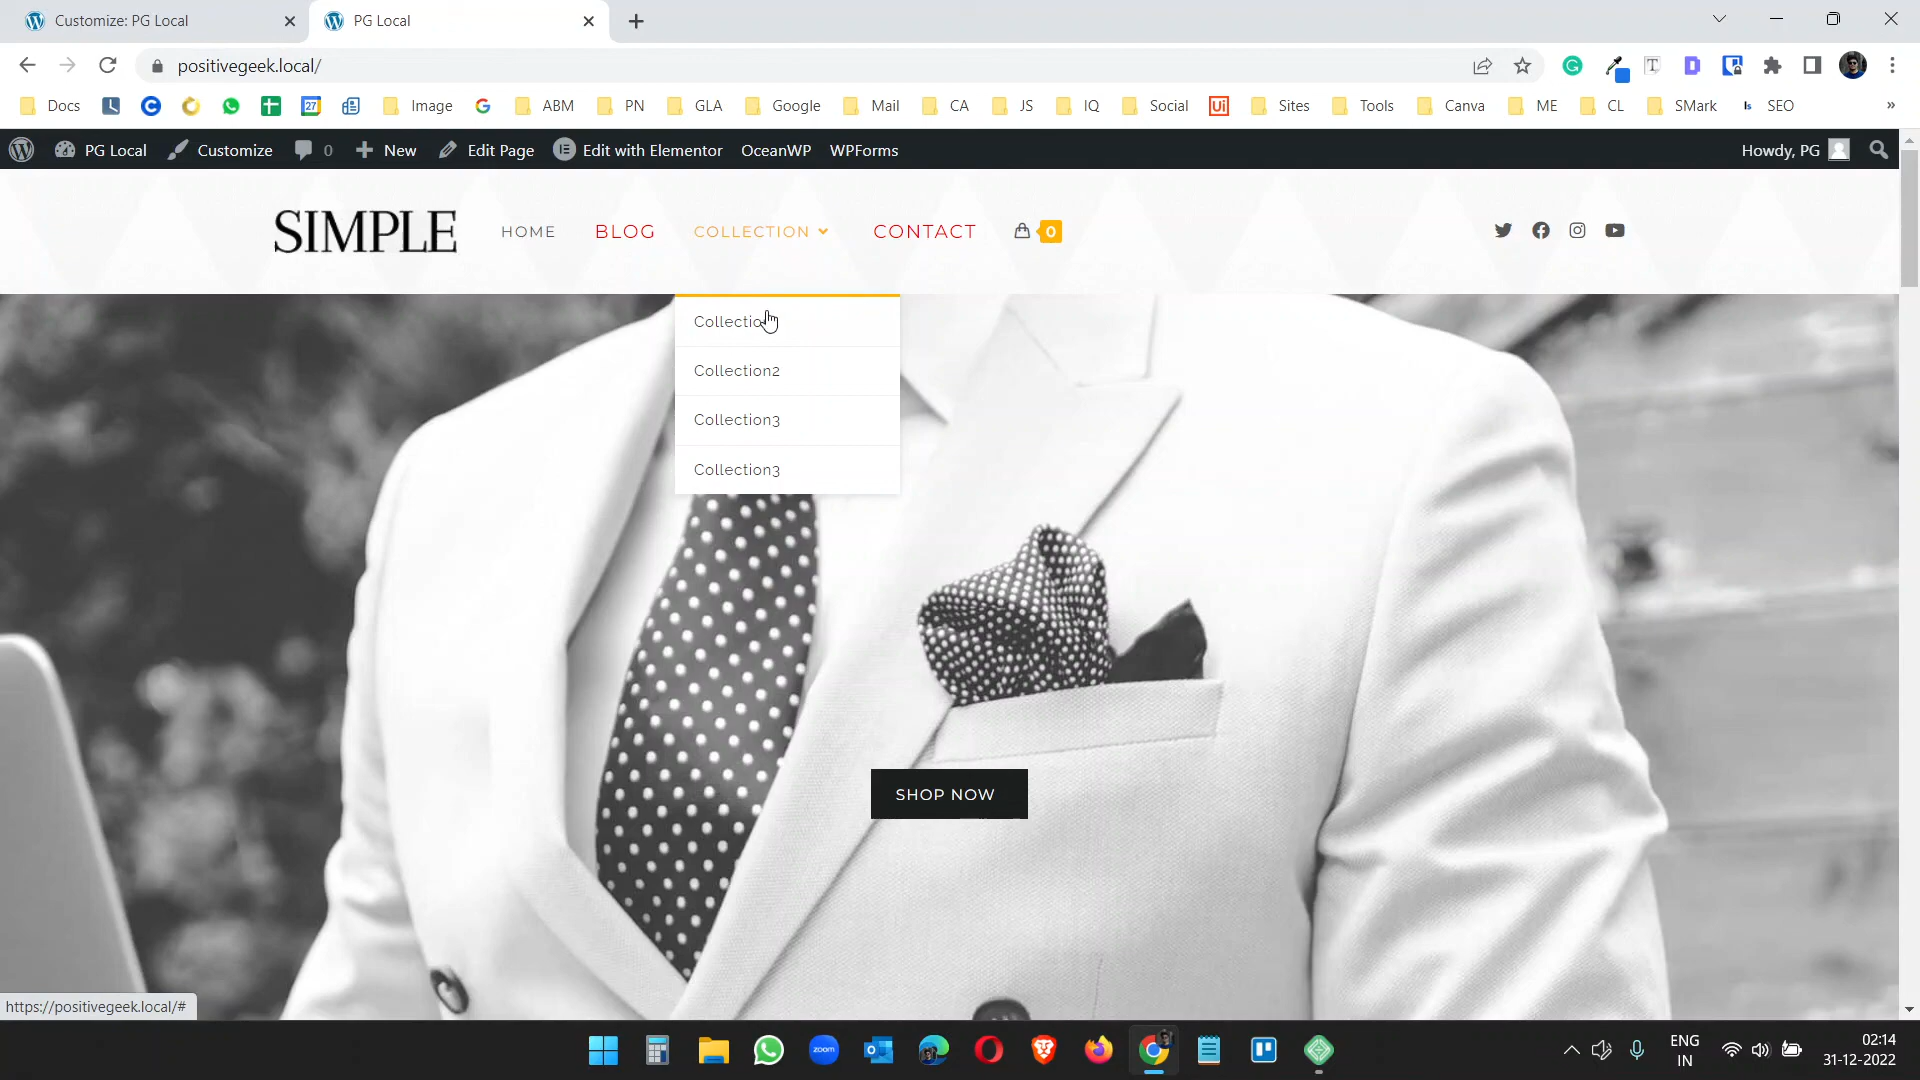 Customize: PG Local
PG Local
positivegeek.local/
Docs Image ABM PN GLA Google Mail CA JS IQ Social Sites Tools Canva ME CL SMark SEO
PG Local Customize 0 New Edit Page Edit with Elementor OceanWP WPForms Howdy, PG
SIMPLE HOME BLOG COLLECTION CONTACT 0
Collectio
Collection2
Collection3
Collection3
SHOP NOW
https://positivegeek.local/#
zoom
ENG
IN
02:14
31-12-2022